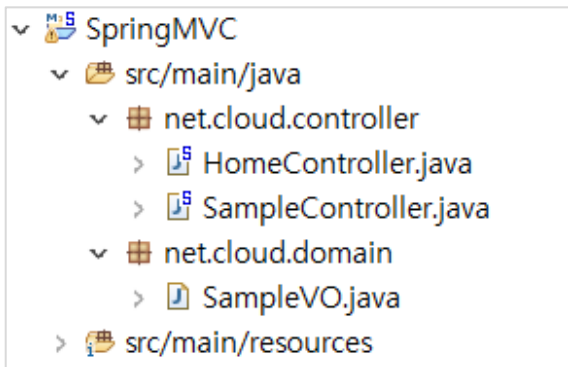 SpringMVC
src/main/java
net.cloud.controller
HomeController.java
SampleController.java
net.cloud.domain
SampleVO.java
src/main/resources